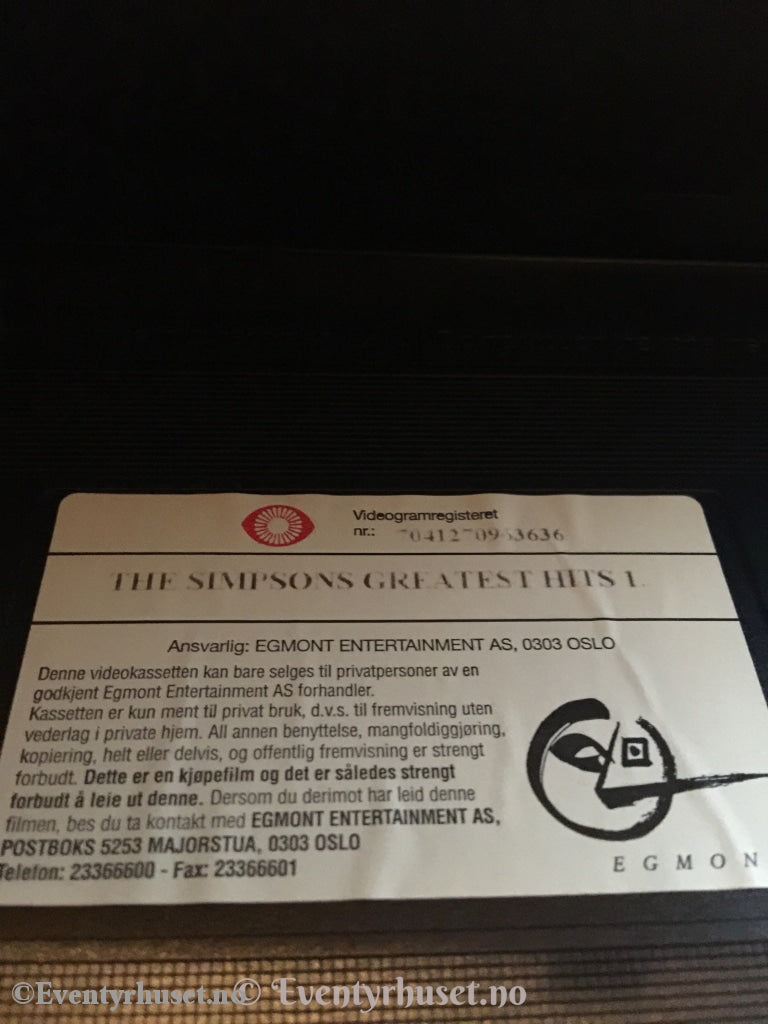 Videogramregisteret
nr.:
THE SIMPSONS GREATEST HITS 1.
Ansvarlig: EGMONT ENTERTAINMENT AS, 0303 OSLO
Denne videokassetten kan bare selges til privatpersoner av en
godkjent Egmont Entertainment AS forhandler.
Kassetten er kun ment til privat bruk, d.v.s. til fremvisning uten
vederlag i private hjem. All annen benyttelse, mangfoldiggjøring,
kopiering, helt eller delvis, og offentlig fremvisning er strengt
forbudt. Dette er en kjøpefilm og det er således strengt
forbudt å leie ut denne. Dersom du derimot har leid denne
filmen, bes du ta kontakt med EGMONT ENTERTAINMENT AS,
POSTBOKS 5253 MAJORSTUA, 0303 OSLO
Telefon: 23366600 - Fax: 23366601
EGMON
©Eventyrhuset.no © Eventyrhuset.no